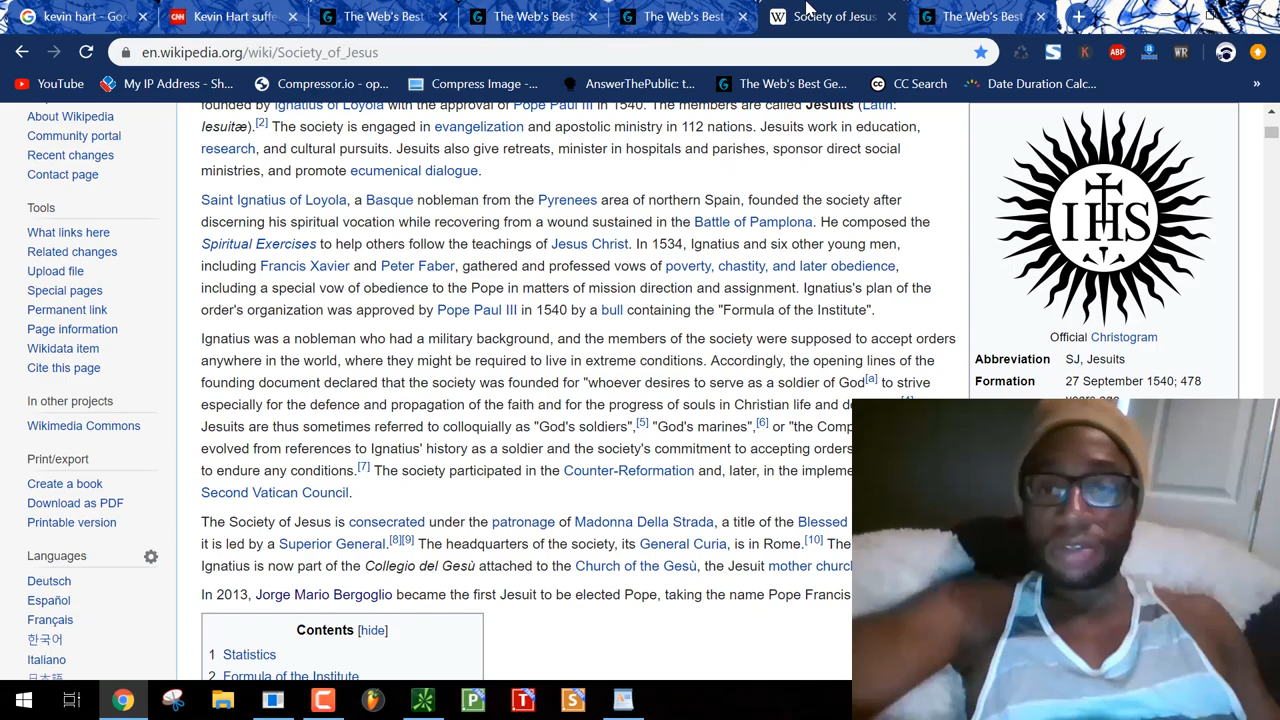 kevin hart - Goo
Kevin Hart suffe
The Web's Best
The Web's Best
The Web's Best
Society of Jesus
The Web's Best
en.wikipedia.org/wiki/Society_of_Jesus
YouTube
My IP Address - Sh...
Compressor.io - op...
Compress Image -...
AnswerThePublic: t...
The Web's Best Ge...
CC Search
Date Duration Calc...
About Wikipedia
Community portal
Recent changes
Contact page
Tools
What links here
Related changes
Upload file
Special pages
Permanent link
Page information
Wikidata item
Cite this page
In other projects
Wikimedia Commons
Print/export
Create a book
Download as PDF
Printable version
Languages
Deutsch
Español
Français
한국어
Italiano
founded by Ignatius of Loyola with the approval of Pope Paul III in 1540. The members are called Jesuits (Latin:
Iesuitæ).[2] The society is engaged in evangelization and apostolic ministry in 112 nations. Jesuits work in education,
research, and cultural pursuits. Jesuits also give retreats, minister in hospitals and parishes, sponsor direct social
ministries, and promote ecumenical dialogue.
Saint Ignatius of Loyola, a Basque nobleman from the Pyrenees area of northern Spain, founded the society after
discerning his spiritual vocation while recovering from a wound sustained in the Battle of Pamplona. He composed the
Spiritual Exercises to help others follow the teachings of Jesus Christ. In 1534, Ignatius and six other young men,
including Francis Xavier and Peter Faber, gathered and professed vows of poverty, chastity, and later obedience,
including a special vow of obedience to the Pope in matters of mission direction and assignment. Ignatius's plan of the
order's organization was approved by Pope Paul III in 1540 by a bull containing the "Formula of the Institute".
Ignatius was a nobleman who had a military background, and the members of the society were supposed to accept orders
anywhere in the world, where they might be required to live in extreme conditions. Accordingly, the opening lines of the
founding document declared that the society was founded for "whoever desires to serve as a soldier of God[a] to strive
especially for the defence and propagation of the faith and for the progress of souls in Christian life and do
Jesuits are thus sometimes referred to colloquially as "God's soldiers",[5] "God's marines",[6] or "the Comp
evolved from references to Ignatius' history as a soldier and the society's commitment to accepting orders
to endure any conditions.[7] The society participated in the Counter-Reformation and, later, in the impleme
Second Vatican Council.
The Society of Jesus is consecrated under the patronage of Madonna Della Strada, a title of the Blessed
it is led by a Superior General.[8][9] The headquarters of the society, its General Curia, is in Rome.[10] The
Ignatius is now part of the Collegio del Gesù attached to the Church of the Gesù, the Jesuit mother churc
In 2013, Jorge Mario Bergoglio became the first Jesuit to be elected Pope, taking the name Pope Francis
Contents [hide]
1 Statistics
2 Formula of the Institute
IHS
Official Christogram
Abbreviation SJ, Jesuits
Formation 27 September 1540; 478